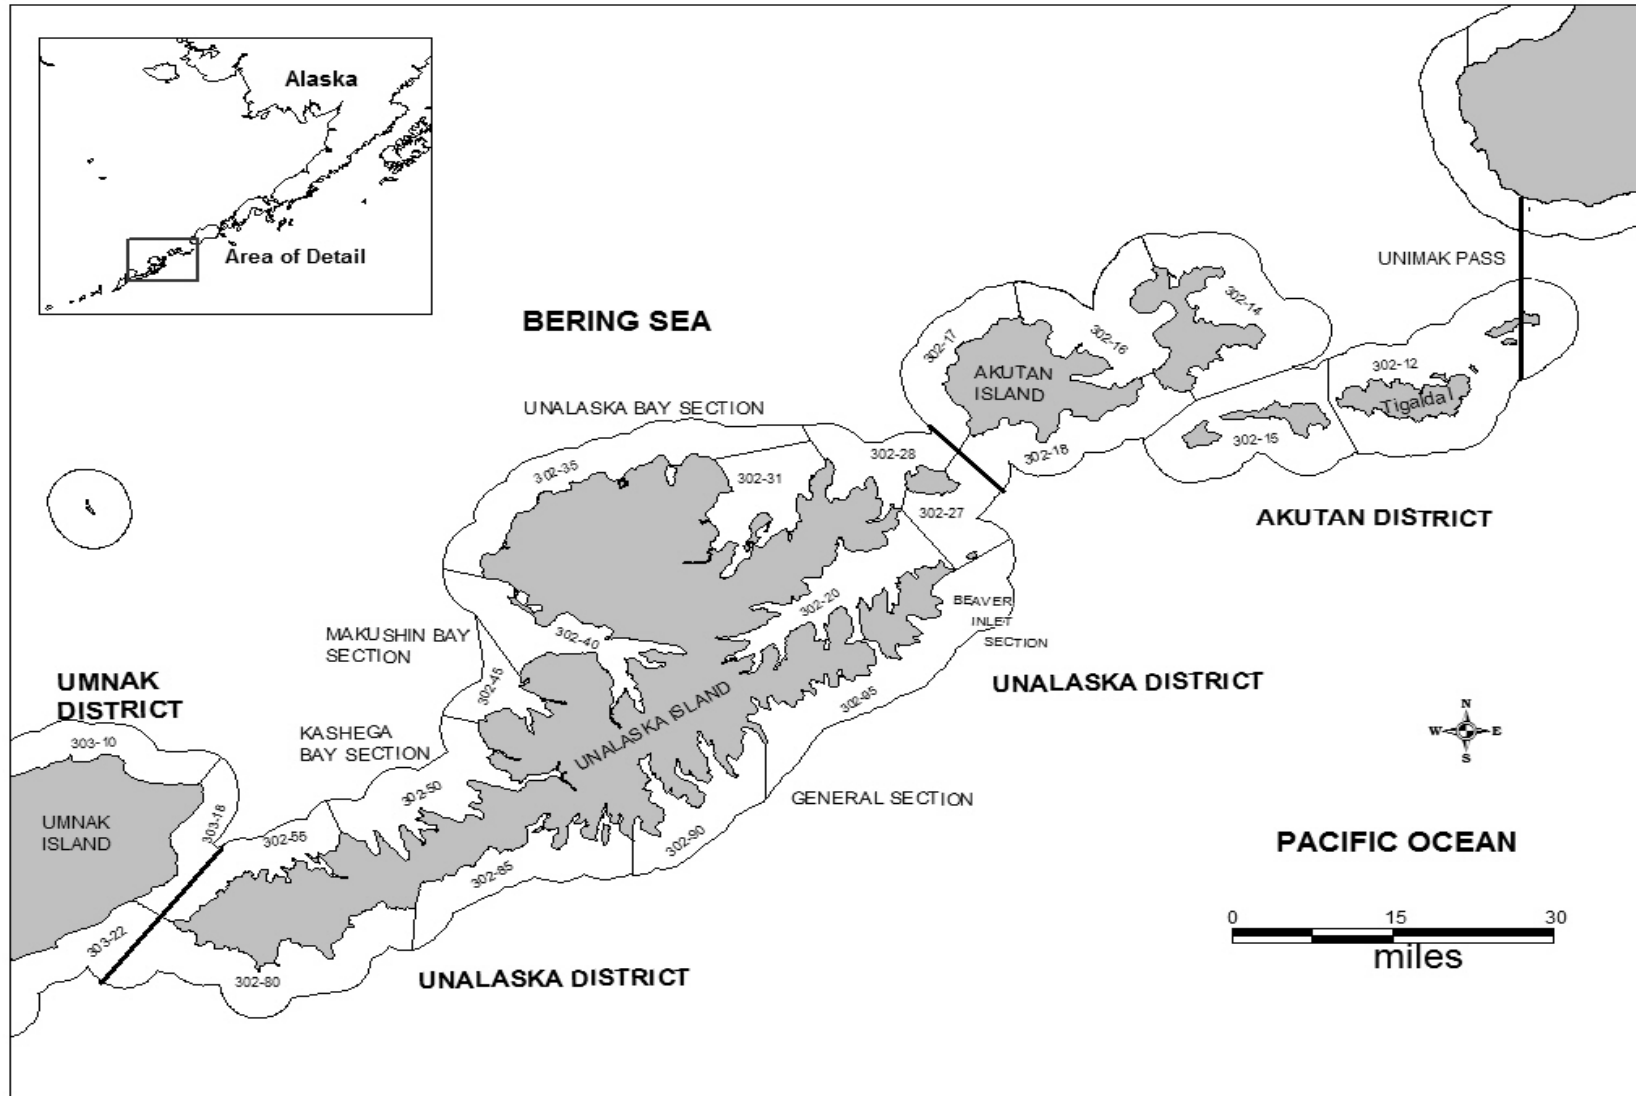 Alaska
Area of Detail
BERING SEA
UNIMAK PASS
302-14
302-17
302-16
AKUTAN
ISLAND
302-12
Tigalda I
302-15
302-18
AKUTAN DISTRICT
UNALASKA BAY SECTION
302-35
302-31
302-28
302-27
302-20
BEAVER
INLET
SECTION
302-40
MAKUSHIN BAY
SECTION
302-45
UNALASKA ISLAND
302-95
UNALASKA DISTRICT
UMNAK
DISTRICT
303-10
KASHEGA
BAY SECTION
302-50
GENERAL SECTION
N
W
E
S
UMNAK
ISLAND
303-18
302-55
302-90
302-85
PACIFIC OCEAN
303-22
302-80
UNALASKA DISTRICT
0
15
30
miles